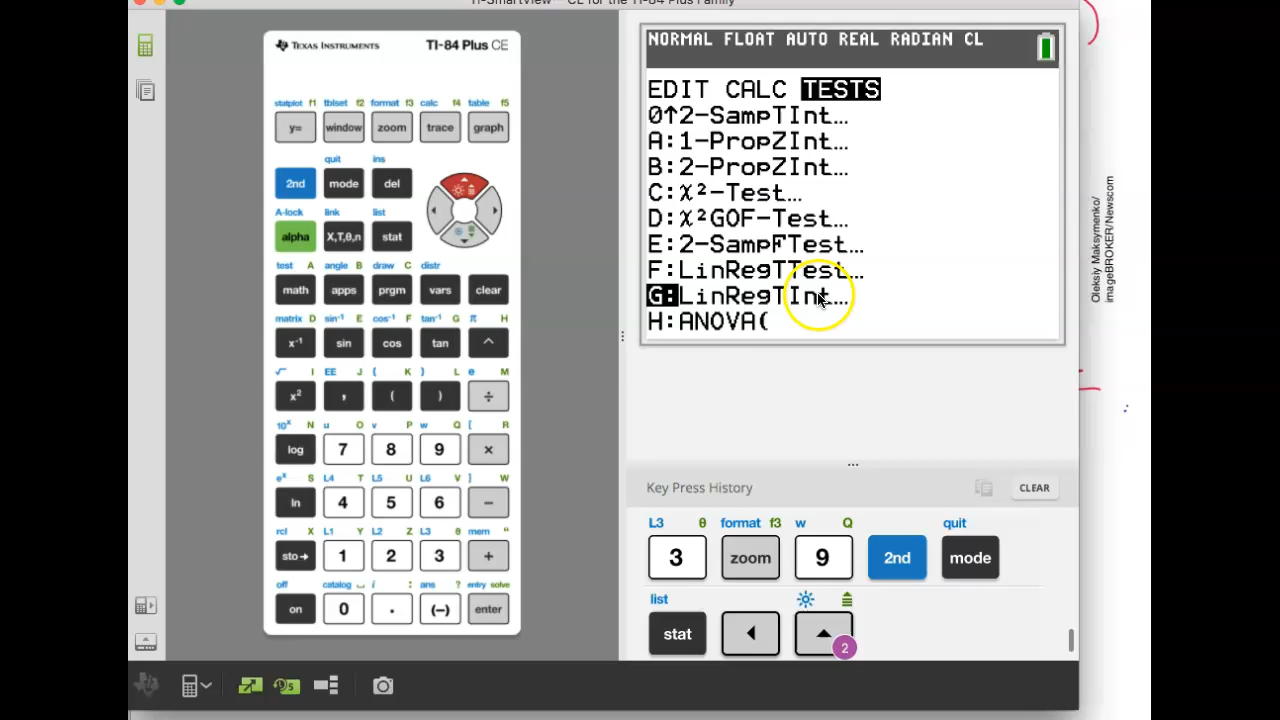 TI-SmartView™ CE for the TI-84 Plus Family
TEXAS INSTRUMENTS TI-84 Plus CE
statplot f1 tblset f2 format f3 calc f4 table f5
y= window zoom trace graph
quit ins
2nd mode del
A-lock link list
alpha X,T,θ,n stat
test A angle B draw C distr
math apps prgm vars clear
matrix D sin⁻¹ E cos⁻¹ F tan⁻¹ G π H
x⁻¹ sin cos tan ^
√ I EE J { K } L e M
x² , ( ) ÷
10ˣ N u O v P w Q [ R
log 7 8 9 ×
eˣ S L4 T L5 U L6 V ] W
ln 4 5 6 −
rcl X L1 Y L2 Z L3 θ mem "
sto→ 1 2 3 +
off catalog ⎵ i : ans ? entry solve
on 0 . (−) enter
NORMAL FLOAT AUTO REAL RADIAN CL
EDIT CALC TESTS
0↑2-SampTInt…
A:1-PropZInt…
B:2-PropZInt…
C:χ²-Test…
D:χ²GOF-Test…
E:2-SampFTest…
F:LinRegTTest…
G:LinRegTInt…
H:ANOVA(
Key Press History
CLEAR
L3 θ format f3 w Q quit
3 zoom 9 2nd mode
list
stat
2
Oleksiy Maksymenko/
imageBROKER/Newscom